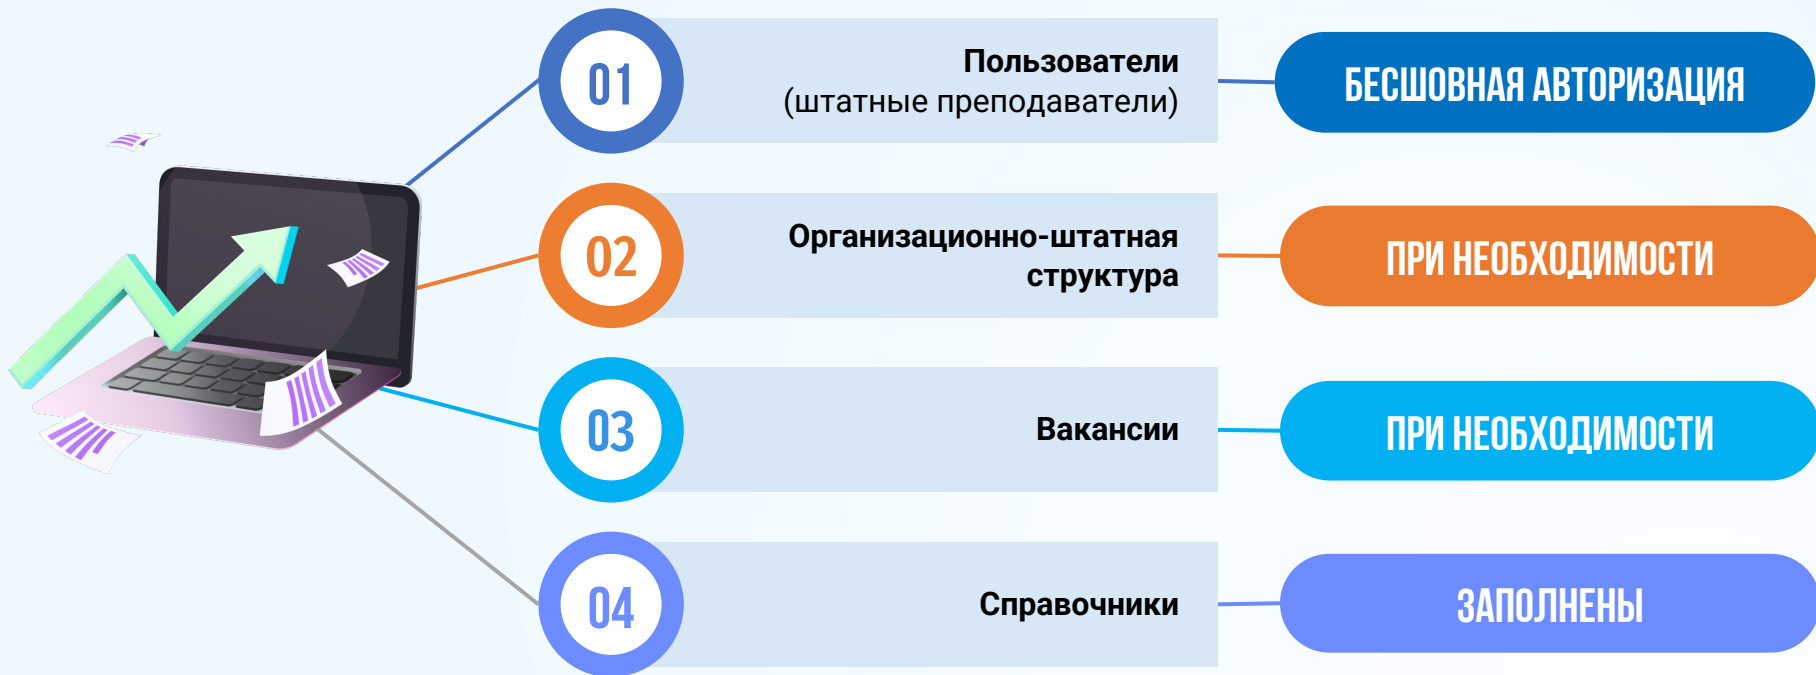 01
Пользователи
(штатные преподаватели)
БЕСШОВНАЯ АВТОРИЗАЦИЯ
02
Организационно-штатная
структура
ПРИ НЕОБХОДИМОСТИ
03
Вакансии
ПРИ НЕОБХОДИМОСТИ
04
Справочники
ЗАПОЛНЕНЫ